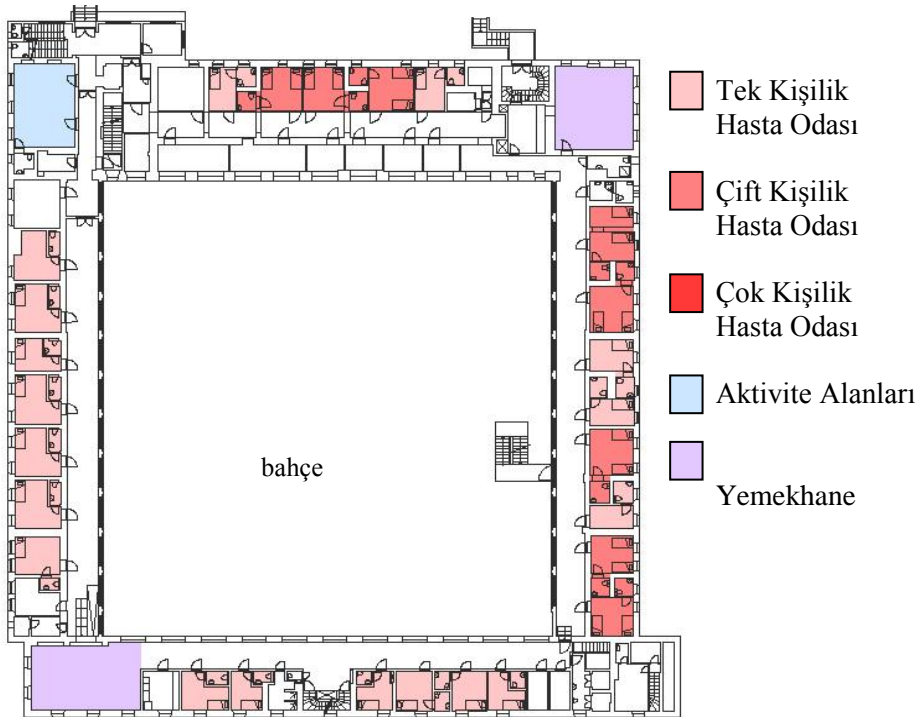 Tek Kişilik
Hasta Odası
Çift Kişilik
Hasta Odası
Çok Kişilik
Hasta Odası
Aktivite Alanları
bahçe
Yemekhane